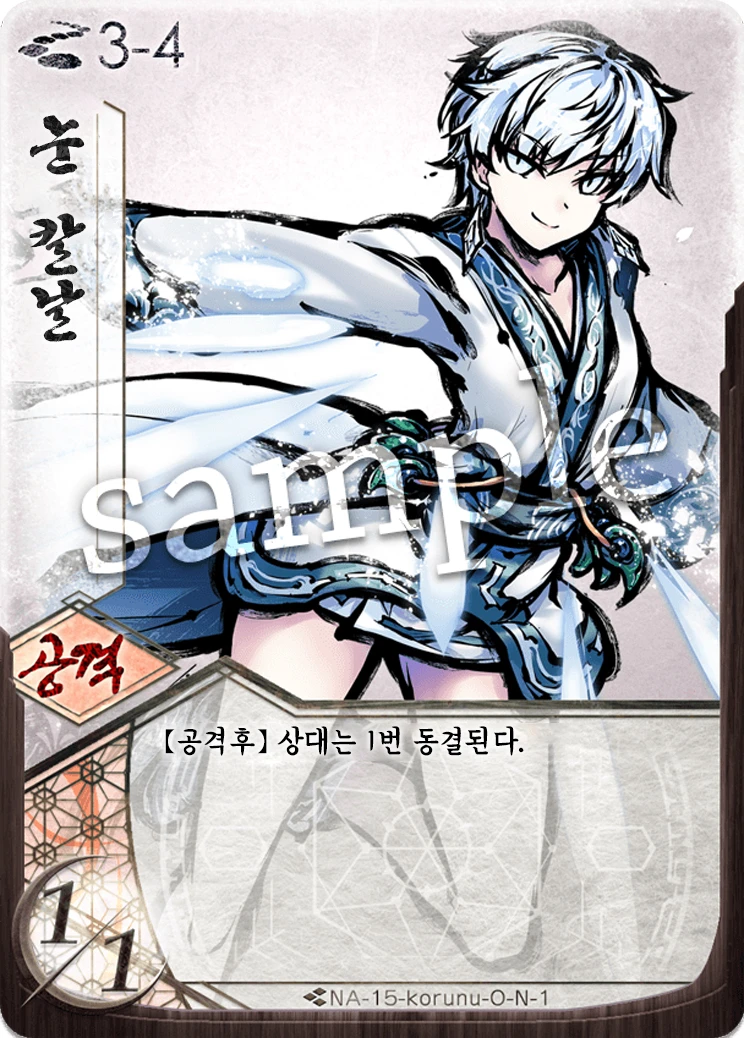 3-4
눈 칼날
sample
공격
【공격후】 상대는 1번 동결된다.
1/1
NA-15-korunu-O-N-1